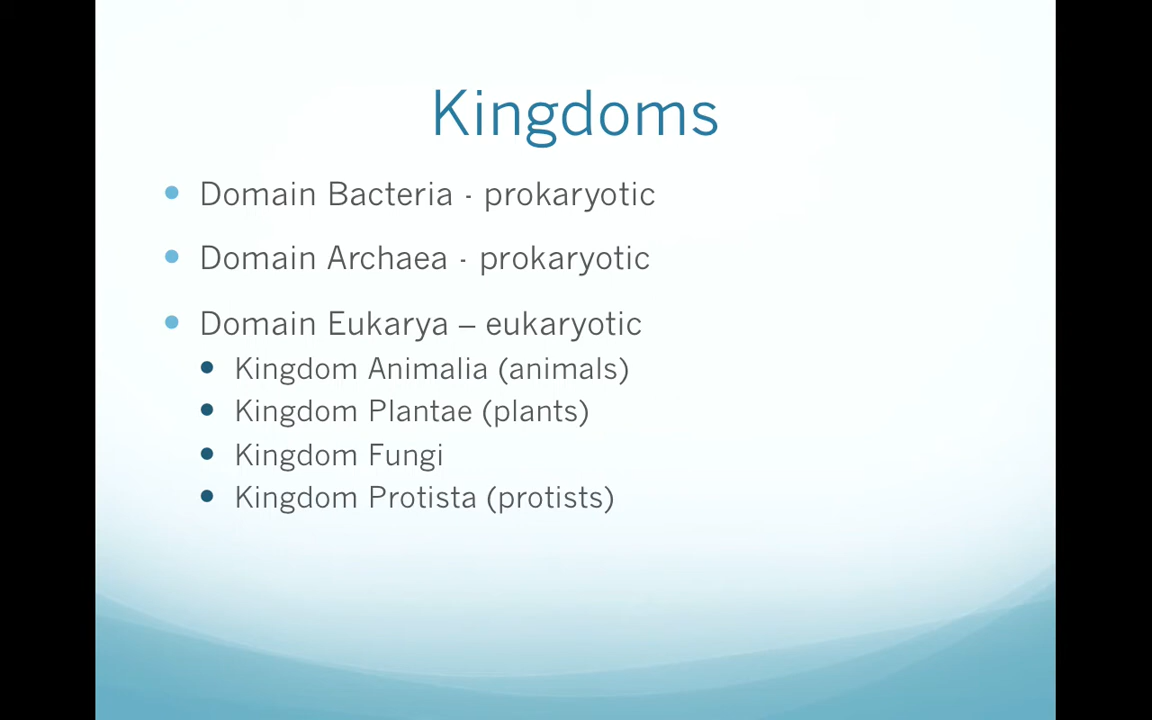 Kingdoms
Domain Bacteria - prokaryotic
Domain Archaea - prokaryotic
Domain Eukarya – eukaryotic
Kingdom Animalia (animals)
Kingdom Plantae (plants)
Kingdom Fungi
Kingdom Protista (protists)